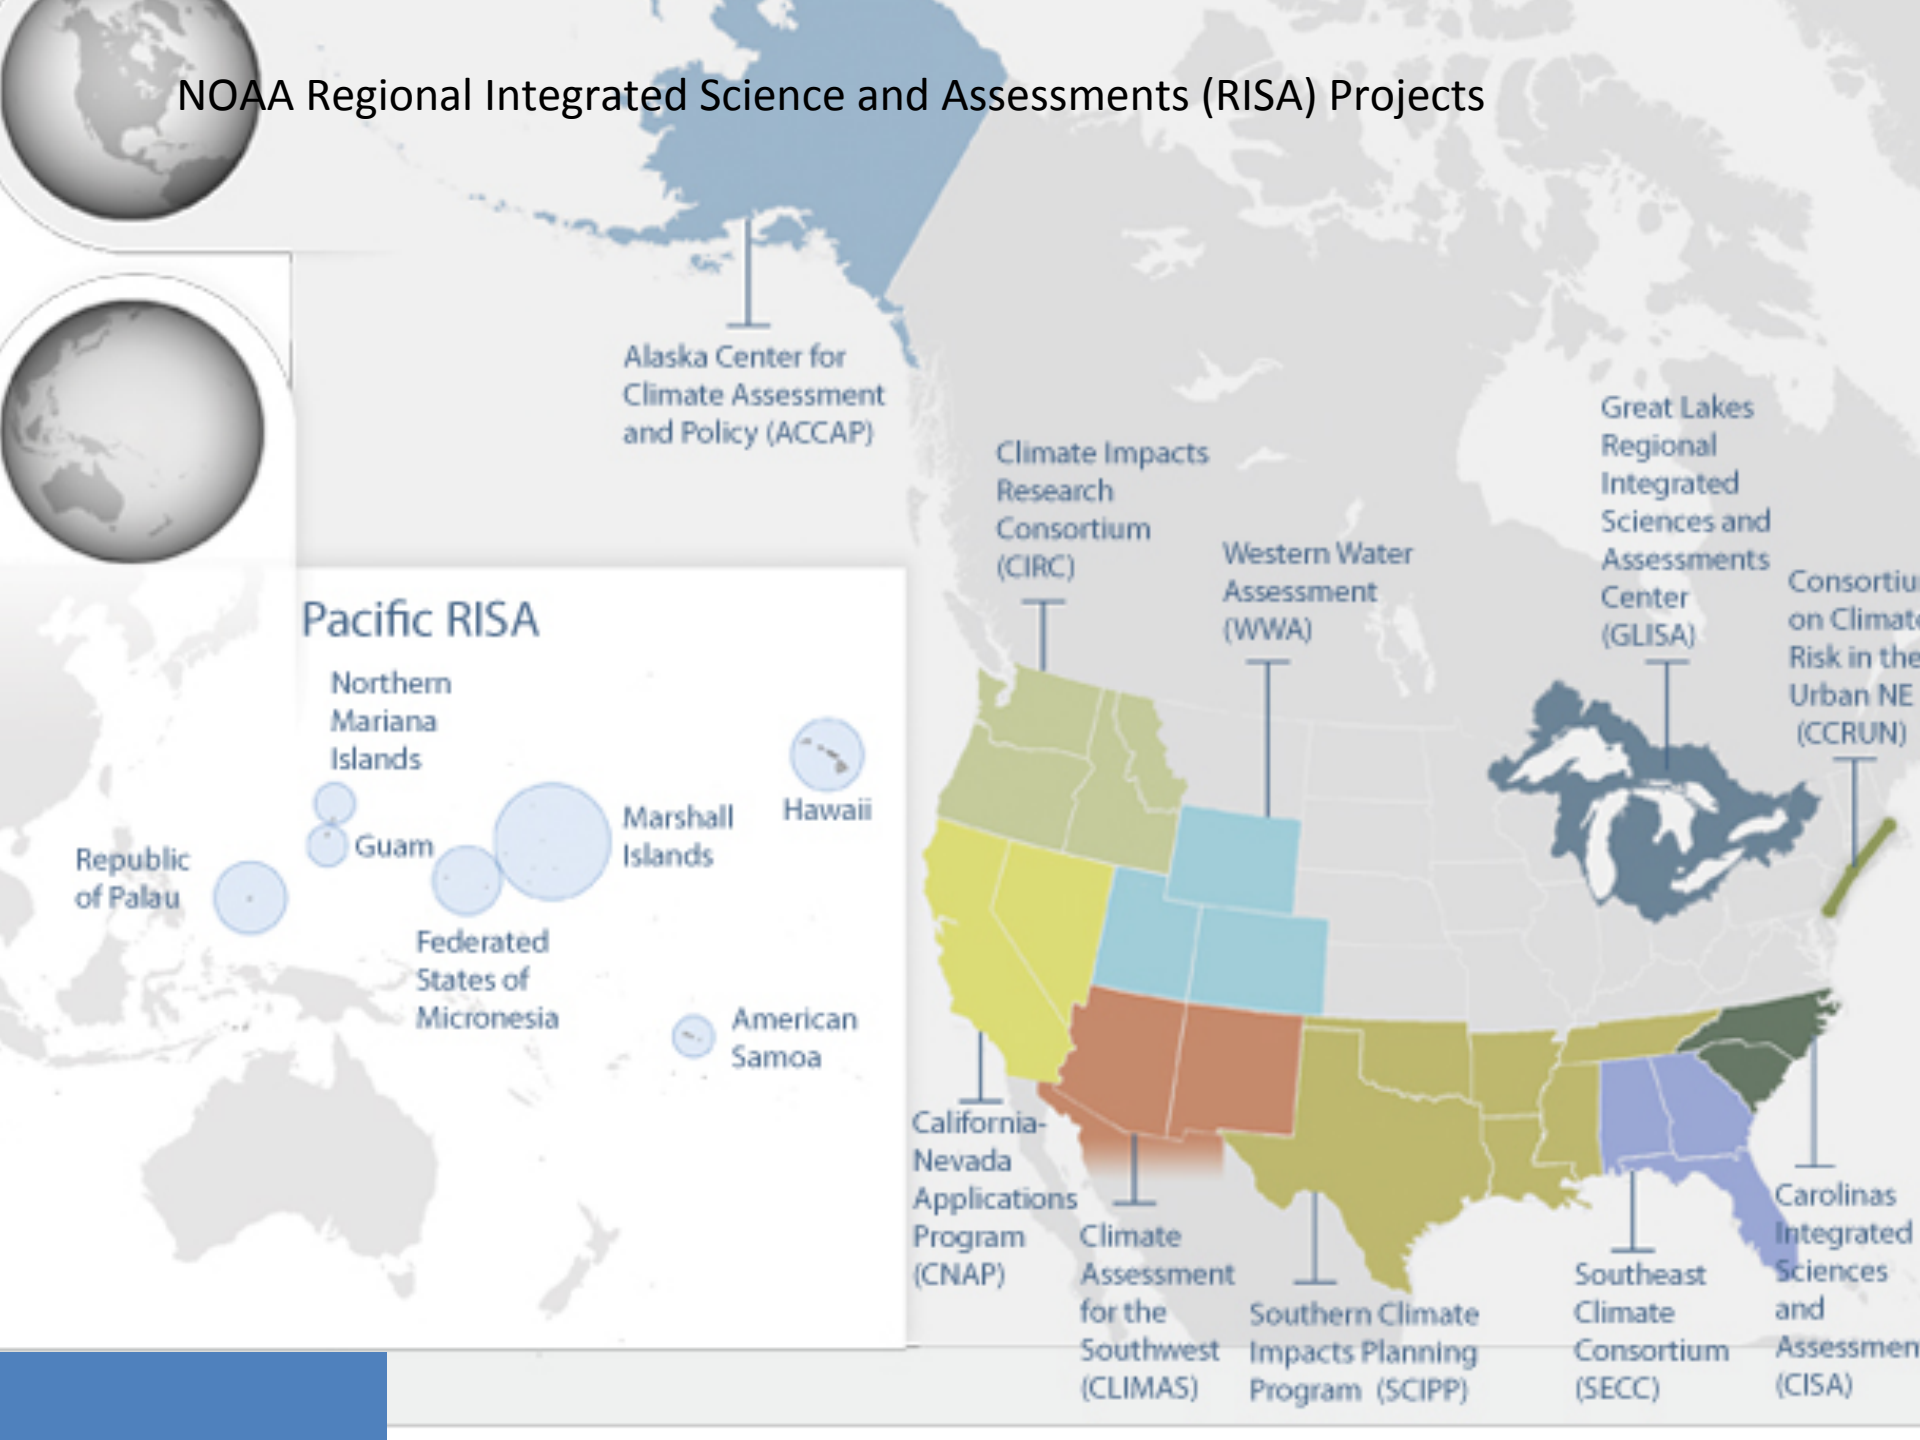 NOAA Regional Integrated Science and Assessments (RISA) Projects
Alaska Center for
Climate Assessment
and Policy (ACCAP)
Climate Impacts
Research
Consortium
(CIRC)
Western Water
Assessment
(WWA)
Great Lakes
Regional
Integrated
Sciences and
Assessments
Center
(GLISA)
Consortiu
on Climate
Risk in the
Urban NE
(CCRUN)
Pacific RISA
Northern
Mariana
Islands
Guam
Republic
of Palau
Federated
States of
Micronesia
Marshall
Islands
Hawaii
American
Samoa
California-
Nevada
Applications
Program
(CNAP)
Climate
Assessment
for the
Southwest
(CLIMAS)
Southern Climate
Impacts Planning
Program (SCIPP)
Southeast
Climate
Consortium
(SECC)
Carolinas
Integrated
Sciences
and
Assessmen
(CISA)